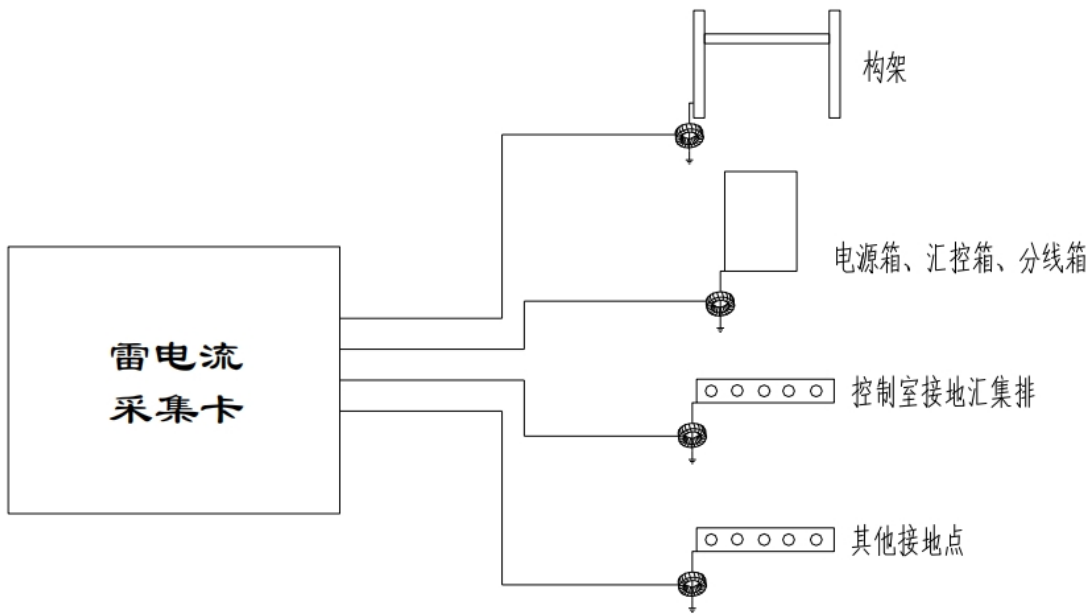 构架
电源箱、汇控箱、分线箱
雷电流
采集卡
控制室接地汇集排
其他接地点